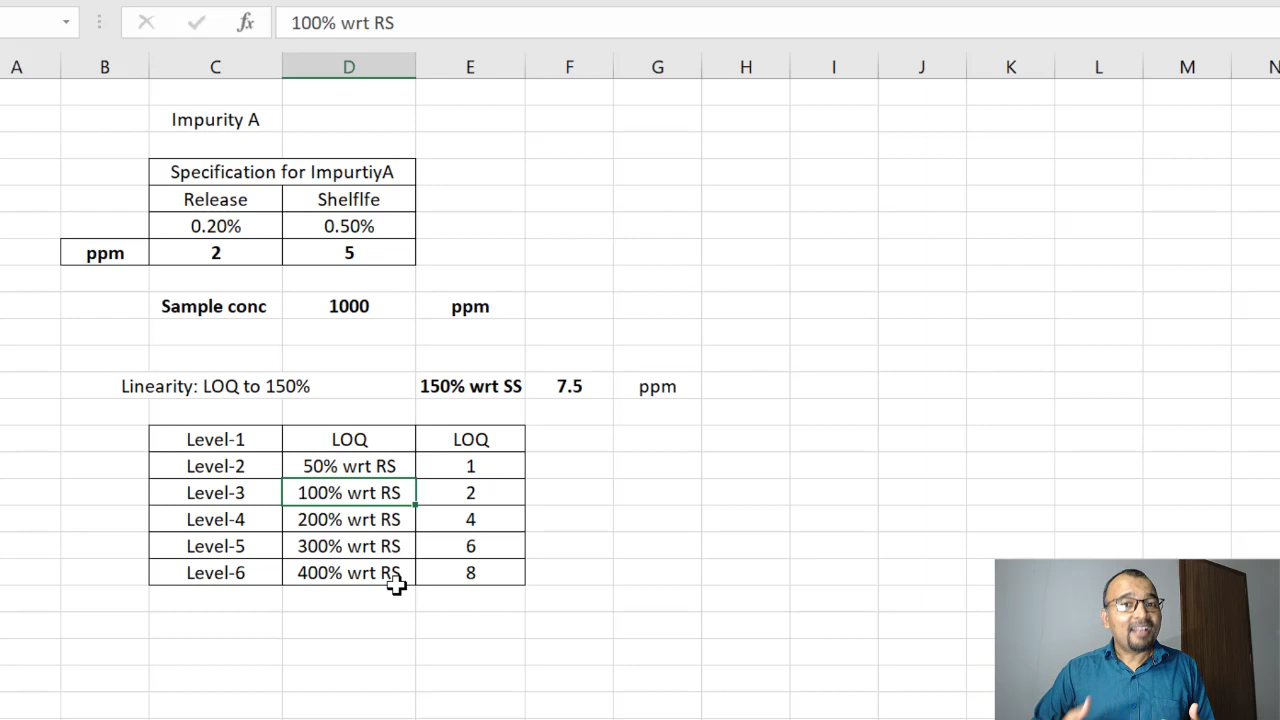 fx 100% wrt RS
A B C D E F G H I J K L M N
Impurity A
Specification for ImpurtiyA
Release Shelflfe
0.20% 0.50%
ppm 2 5
Sample conc 1000 ppm
Linearity: LOQ to 150% 150% wrt SS 7.5 ppm
Level-1 LOQ LOQ
Level-2 50% wrt RS 1
Level-3 100% wrt RS 2
Level-4 200% wrt RS 4
Level-5 300% wrt RS 6
Level-6 400% wrt RS 8